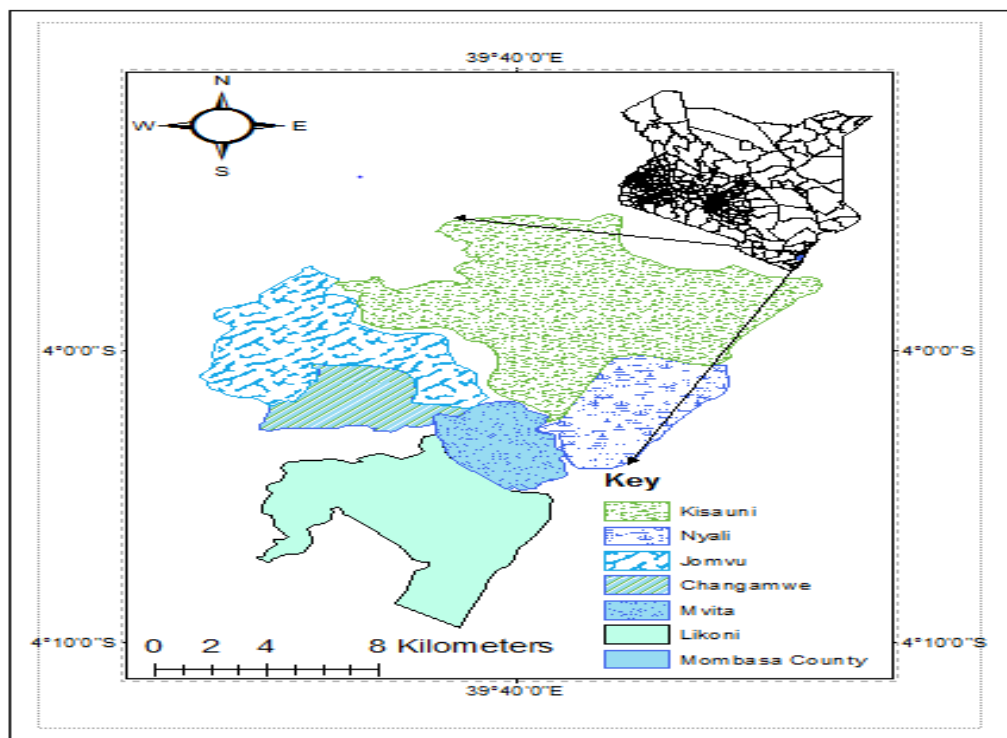 39°40'0"E
N
W E
S
4°0'0"S 4°0'0"S
Key
Kisauni
Nyali
Jomvu
Changamwe
Mvita
Likoni
Mombasa County
4°10'0"S 4°10'0"S
0 2 4 8 Kilometers
39°40'0"E